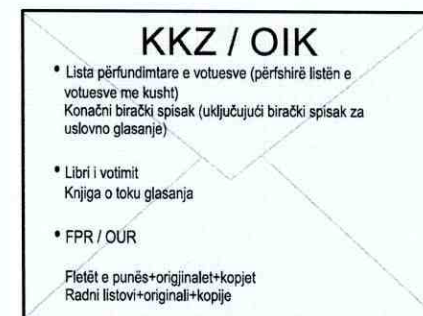 KKZ / OIK
• Lista përfundimtare e votuesve (përfshirë listën e
votuesve me kusht)
Konačni birački spisak (uključujući birački spisak za
uslovno glasanje)
• Libri i votimit
Knjiga o toku glasanja
• FPR / OUR
Fletët e punës+origjinalet+kopjet
Radni listovi+originali+kopije